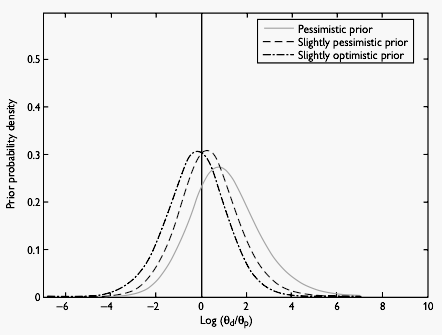 Pessimistic prior
Slightly pessimistic prior
Slightly optimistic prior
Prior probability density
0.5
0.4
0.3
0.2
0.1
0
−6 −4 −2 0 2 4 6 8 10
Log (θd/θp)